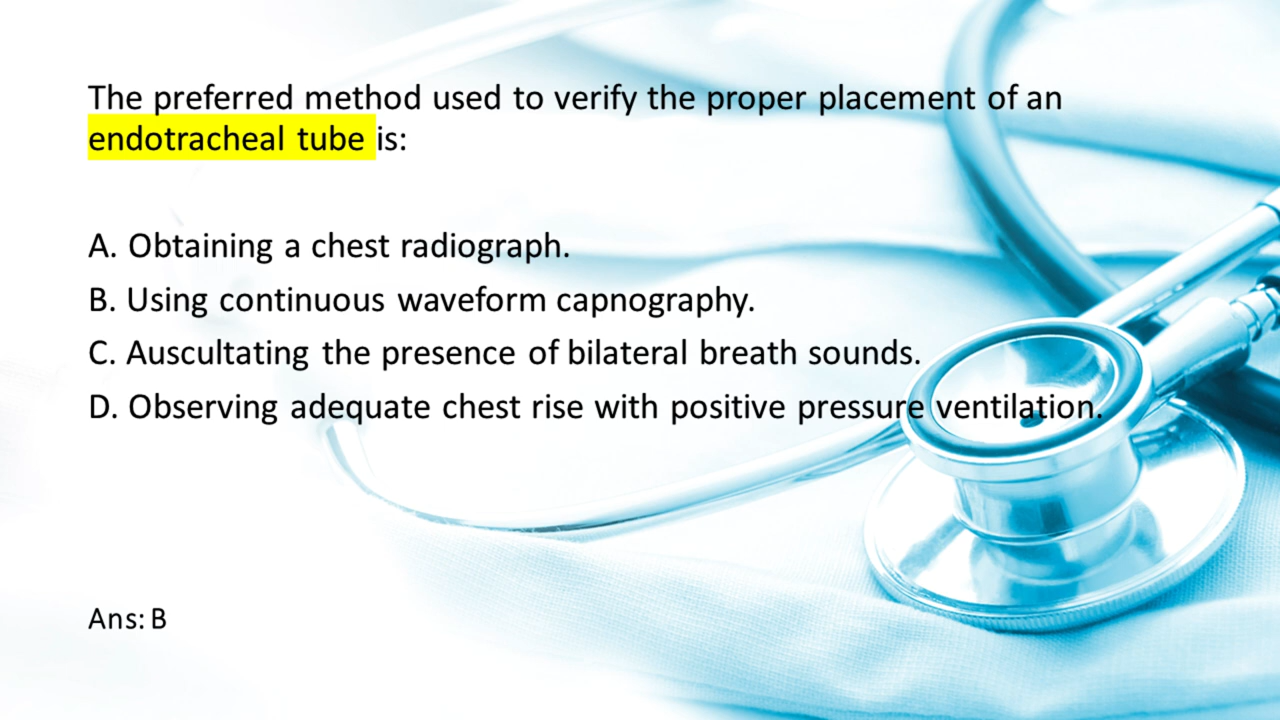 The preferred method used to verify the proper placement of an
endotracheal tube is:
A. Obtaining a chest radiograph.
B. Using continuous waveform capnography.
C. Auscultating the presence of bilateral breath sounds.
D. Observing adequate chest rise with positive pressure ventilation.
Ans: B